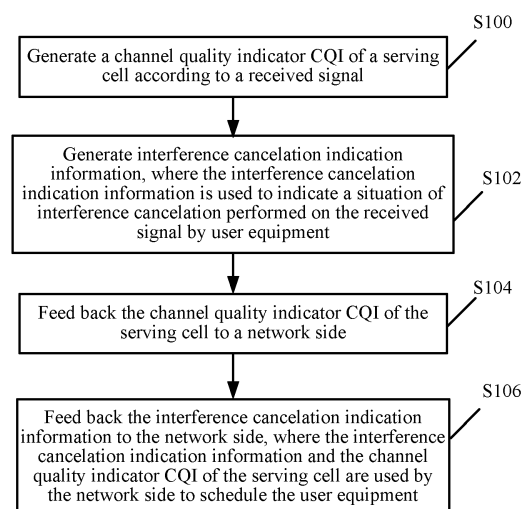 S100
Generate a channel quality indicator CQI of a serving
cell according to a received signal
Generate interference cancelation indication
information, where the interference cancelation
indication information is used to indicate a situation of
interference cancelation performed on the received
signal by user equipment
S102
Feed back the channel quality indicator CQI of the
serving cell to a network side
S104
Feed back the interference cancelation indication
information to the network side, where the interference
cancelation indication information and the channel
quality indicator CQI of the serving cell are used by
the network side to schedule the user equipment
S106